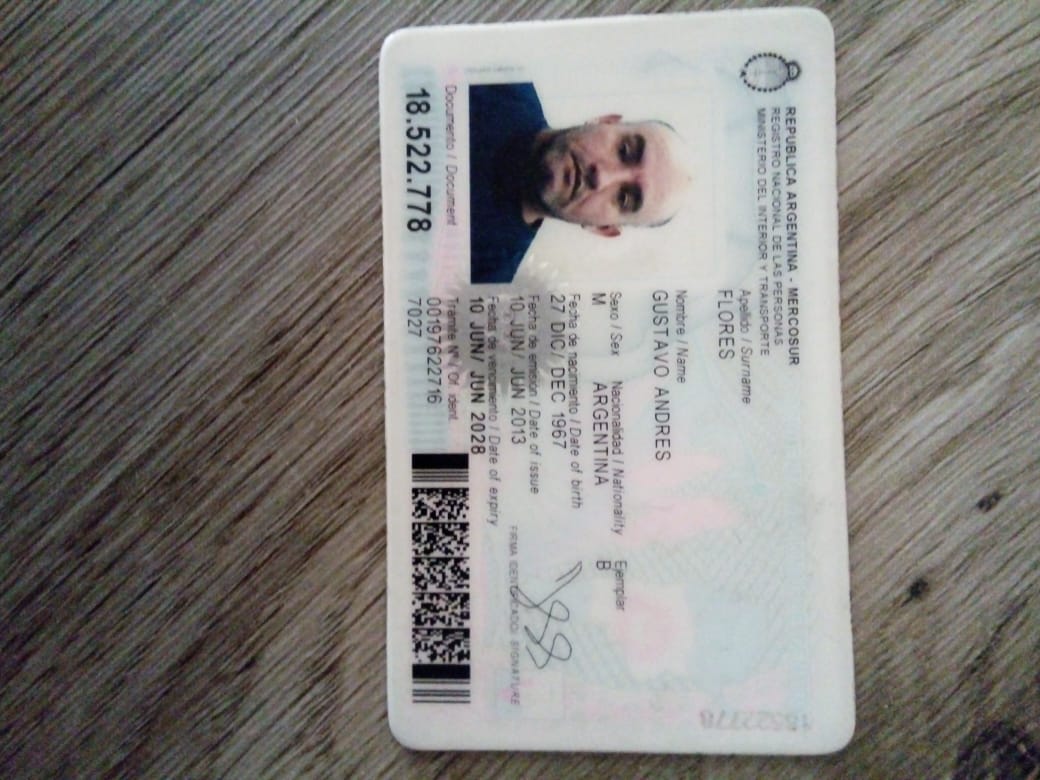 REPUBLICA ARGENTINA - MERCOSUR
REGISTRO NACIONAL DE LAS PERSONAS
MINISTERIO DEL INTERIOR Y TRANSPORTE
Apellido / Surname
FLORES
Nombre / Name
GUSTAVO ANDRES
Sexo / Sex Nacionalidad / Nationality Ejemplar
M ARGENTINA B
Fecha de nacimiento / Date of birth
27 DIC/ DEC 1967
Fecha de emisión / Date of issue
10 JUN/ JUN 2013
Fecha de vencimiento / Date of expiry
10 JUN/ JUN 2028
FIRMA IDENTIFICADO / SIGNATURE
Documento / Document
18.522.778
Trámite Nº / Of. ident.
00197622716
7027
18522778